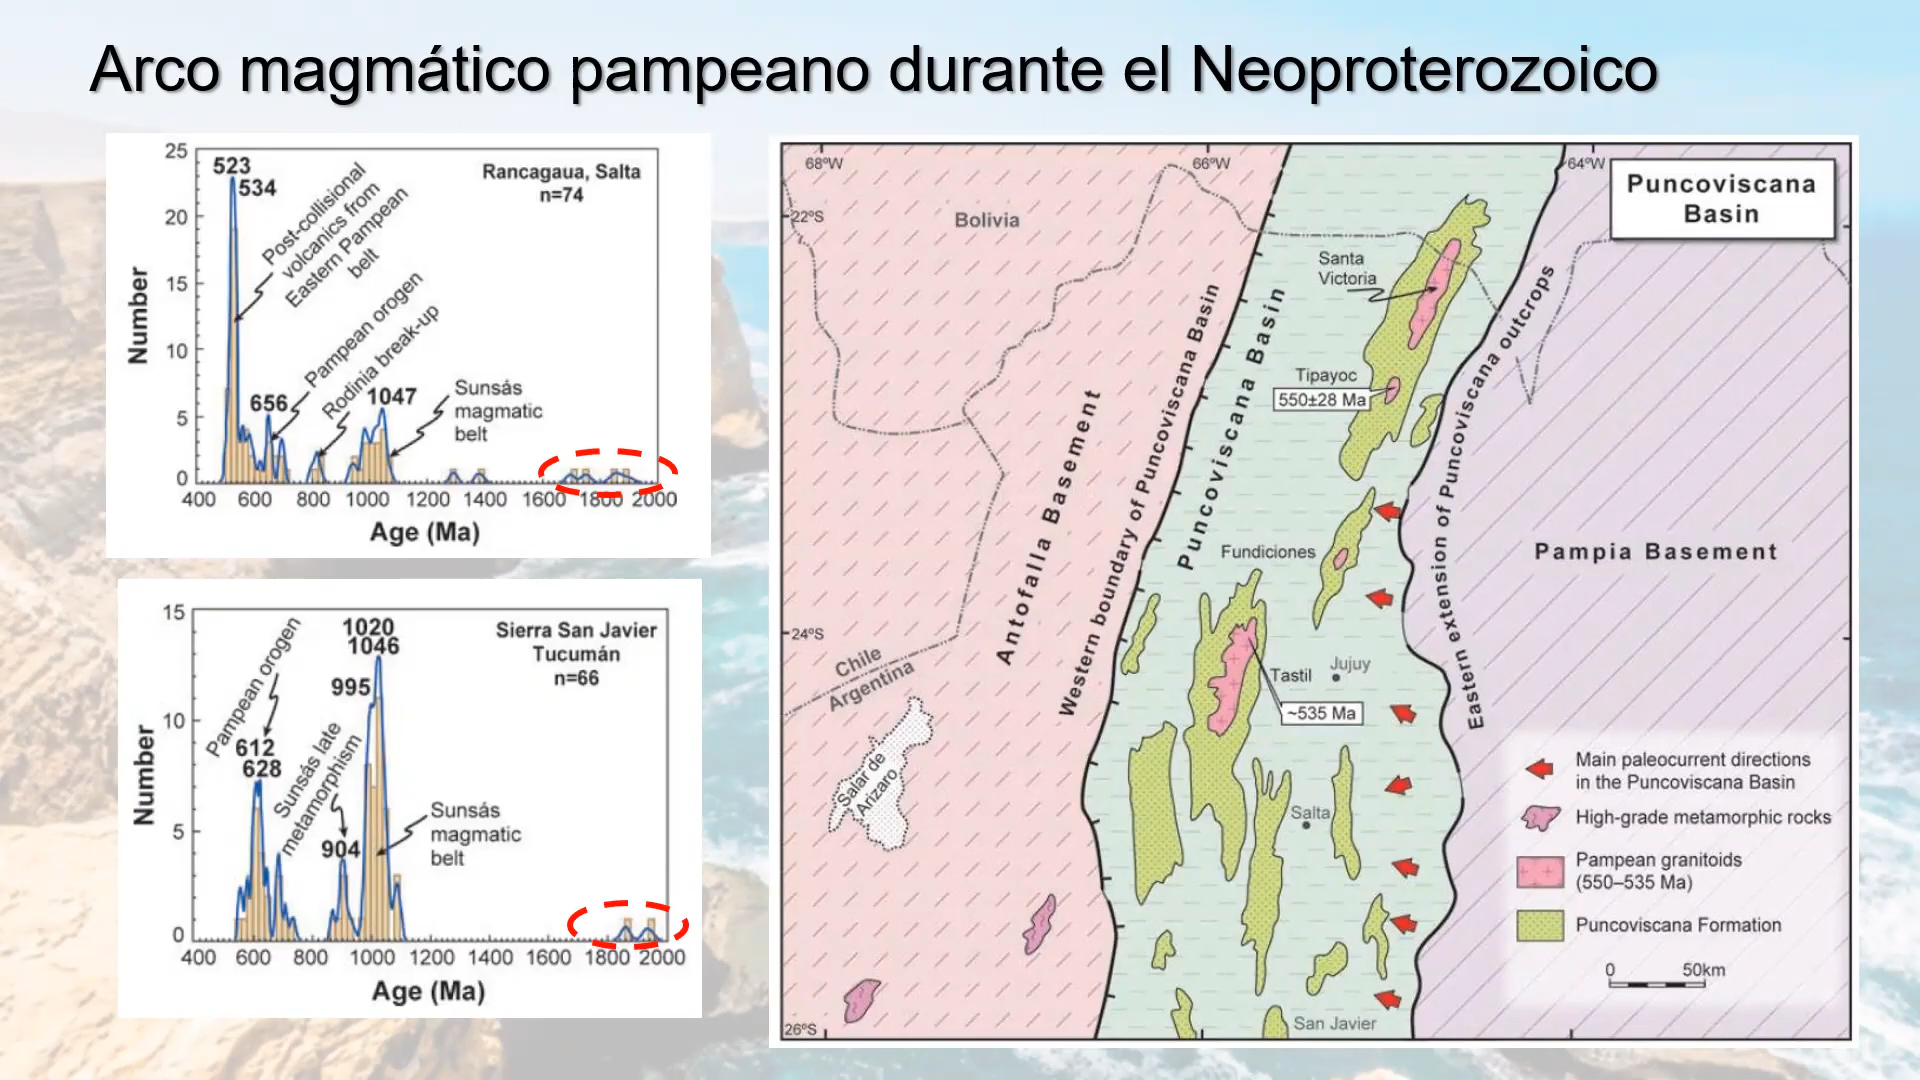 Arco magmático pampeano durante el Neoproterozoico
25
20
15
10
5
0
Number
523
534
Post-collisional
volcanics from
Eastern Pampean
belt
Rancagaua, Salta
n=74
656
Pampean orogen
Rodinia break-up
1047
Sunsás
magmatic
belt
400 600 800 1000 1200 1400 1600 1800 2000
Age (Ma)
15
10
5
0
Number
Pampean orogen
612
628
Sunsás late
metamorphism
904
995
1020
1046
Sierra San Javier
Tucumán
n=66
Sunsás
magmatic
belt
400 600 800 1000 1200 1400 1600 1800 2000
Age (Ma)
68ºW
66ºW
64ºW
22ºS
24ºS
26ºS
Puncoviscana
Basin
Bolivia
Santa
Victoria
Tipayoc
550±28 Ma
Antofalla Basement
Western boundary of Puncoviscana Basin
Puncoviscana Basin
Eastern extension of Puncoviscana outcrops
Pampia Basement
Fundiciones
Chile
Argentina
Salar de
Arizaro
Tastil
~535 Ma
Jujuy
Salta
San Javier
Main paleocurrent directions
in the Puncoviscana Basin
High-grade metamorphic rocks
Pampean granitoids
(550–535 Ma)
Puncoviscana Formation
0 50km